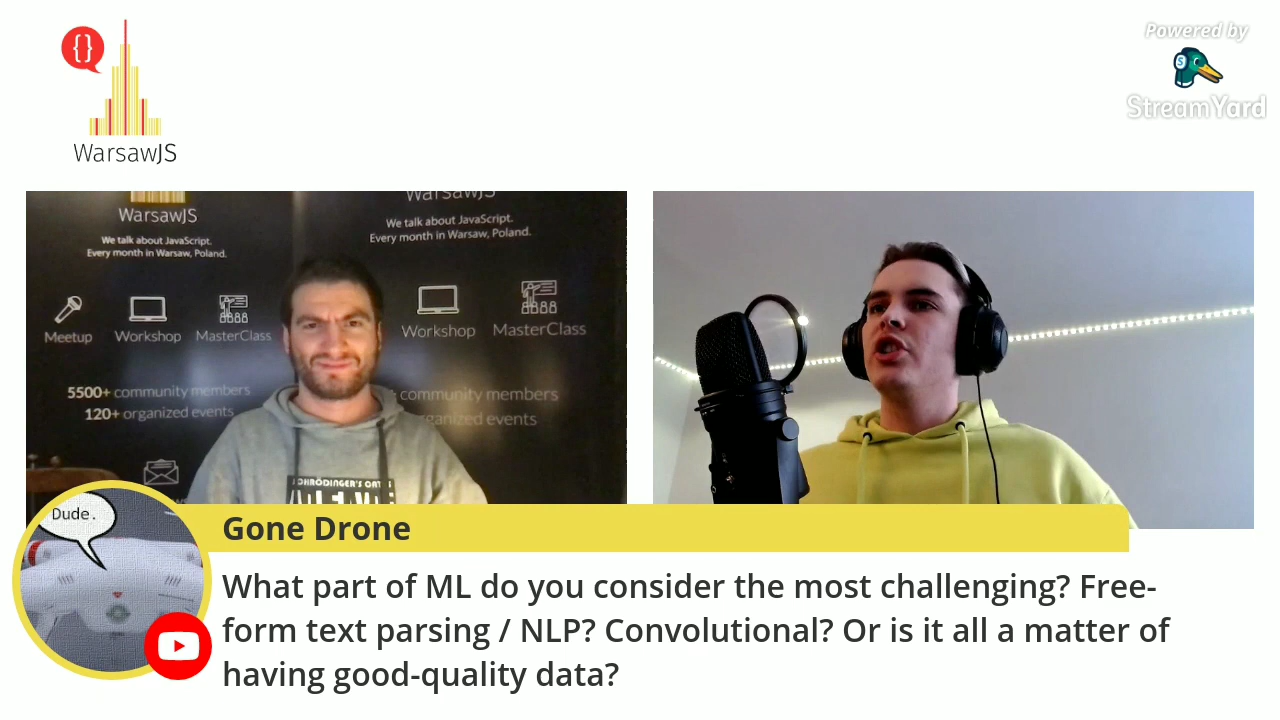 Powered by
StreamYard
{}
WarsawJS
WarsawJS
We talk about JavaScript.
Every month in Warsaw, Poland.
Meetup
Workshop
MasterClass
5500+ community members
120+ organized events
WarsawJS
We talk about JavaScript.
Every month in Warsaw, Poland.
Workshop
MasterClass
community members
organized events
SCHRÖDINGER'S CAT
Dude.
Gone Drone
What part of ML do you consider the most challenging? Free-
form text parsing / NLP? Convolutional? Or is it all a matter of
having good-quality data?